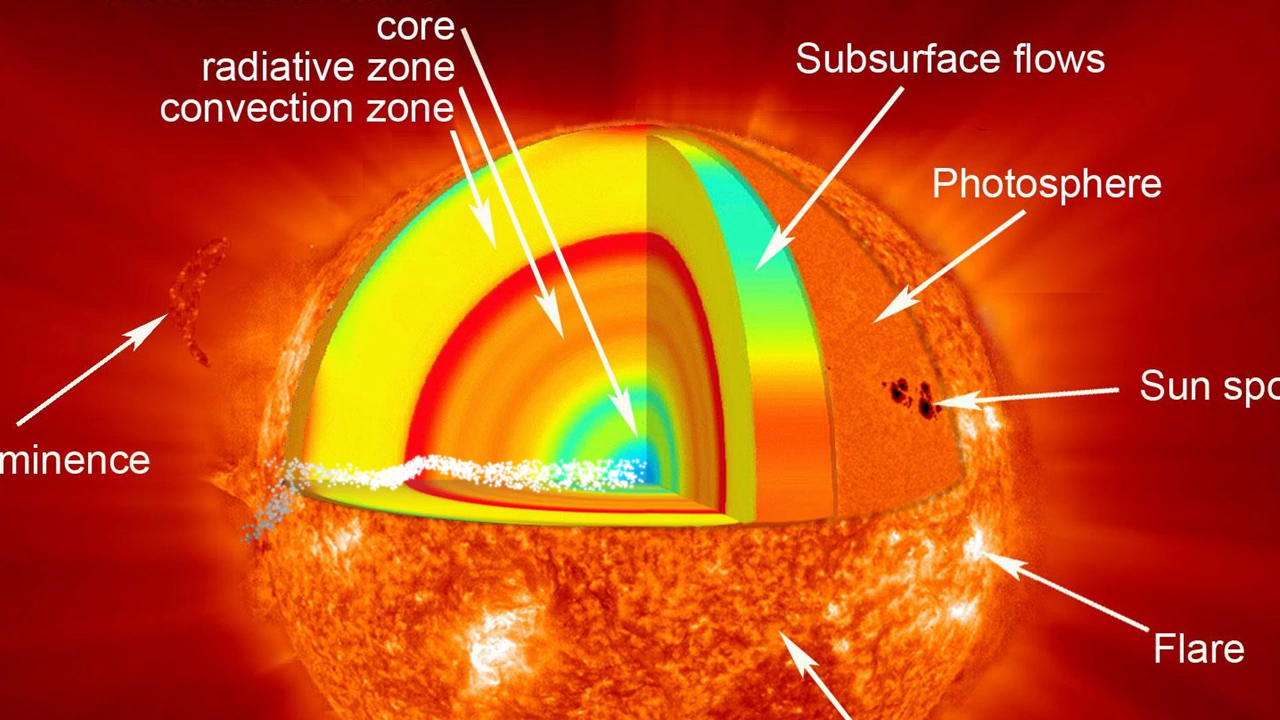 core
radiative zone
convection zone
Subsurface flows
Photosphere
Sun spo
minence
Flare